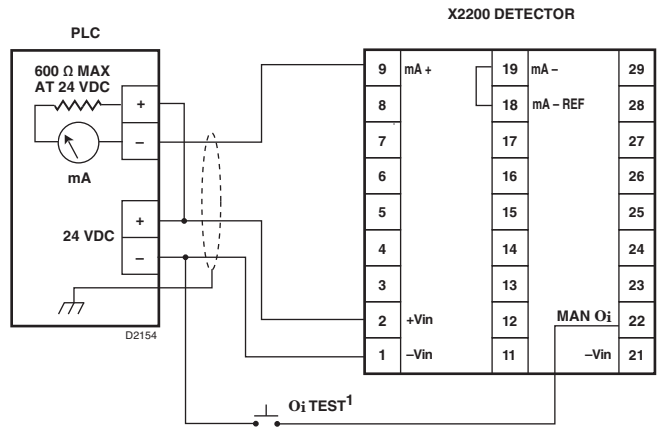 X2200 DETECTOR
PLC
600 Ω MAX
AT 24 VDC
+
–
mA
24 VDC
+
–
D2154
9 mA + 19 mA – 29
8 18 mA – REF 28
7 17 27
6 16 26
5 15 25
4 14 24
3 13 23
2 +Vin 12 MAN Oi 22
1 –Vin 11 –Vin 21
Oi TEST1